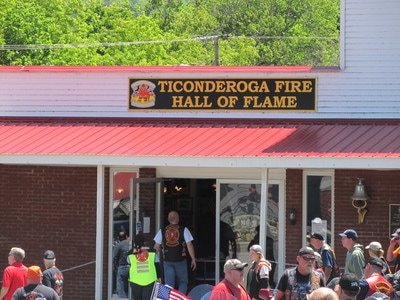 TICONDEROGA FIRE
HALL OF FLAME